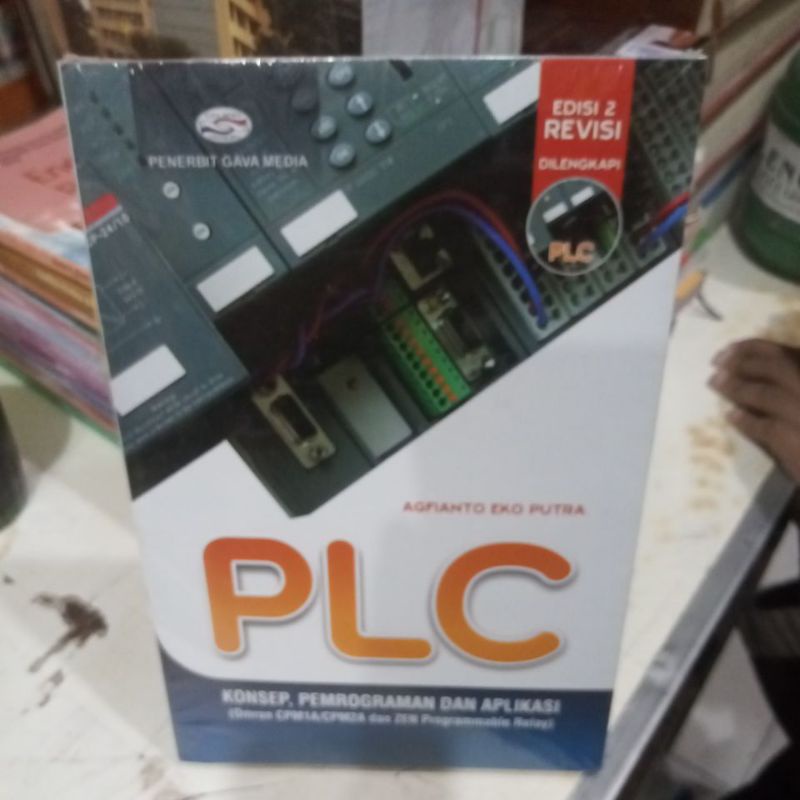 PENERBIT GAVA MEDIA
EDISI 2
REVISI
DILENGKAPI
PLC
AGFIANTO EKO PUTRA
PLC
KONSEP, PEMROGRAMAN DAN APLIKASI
(Omron CPM1A/CPM2A dan ZEN Programmable Relay)